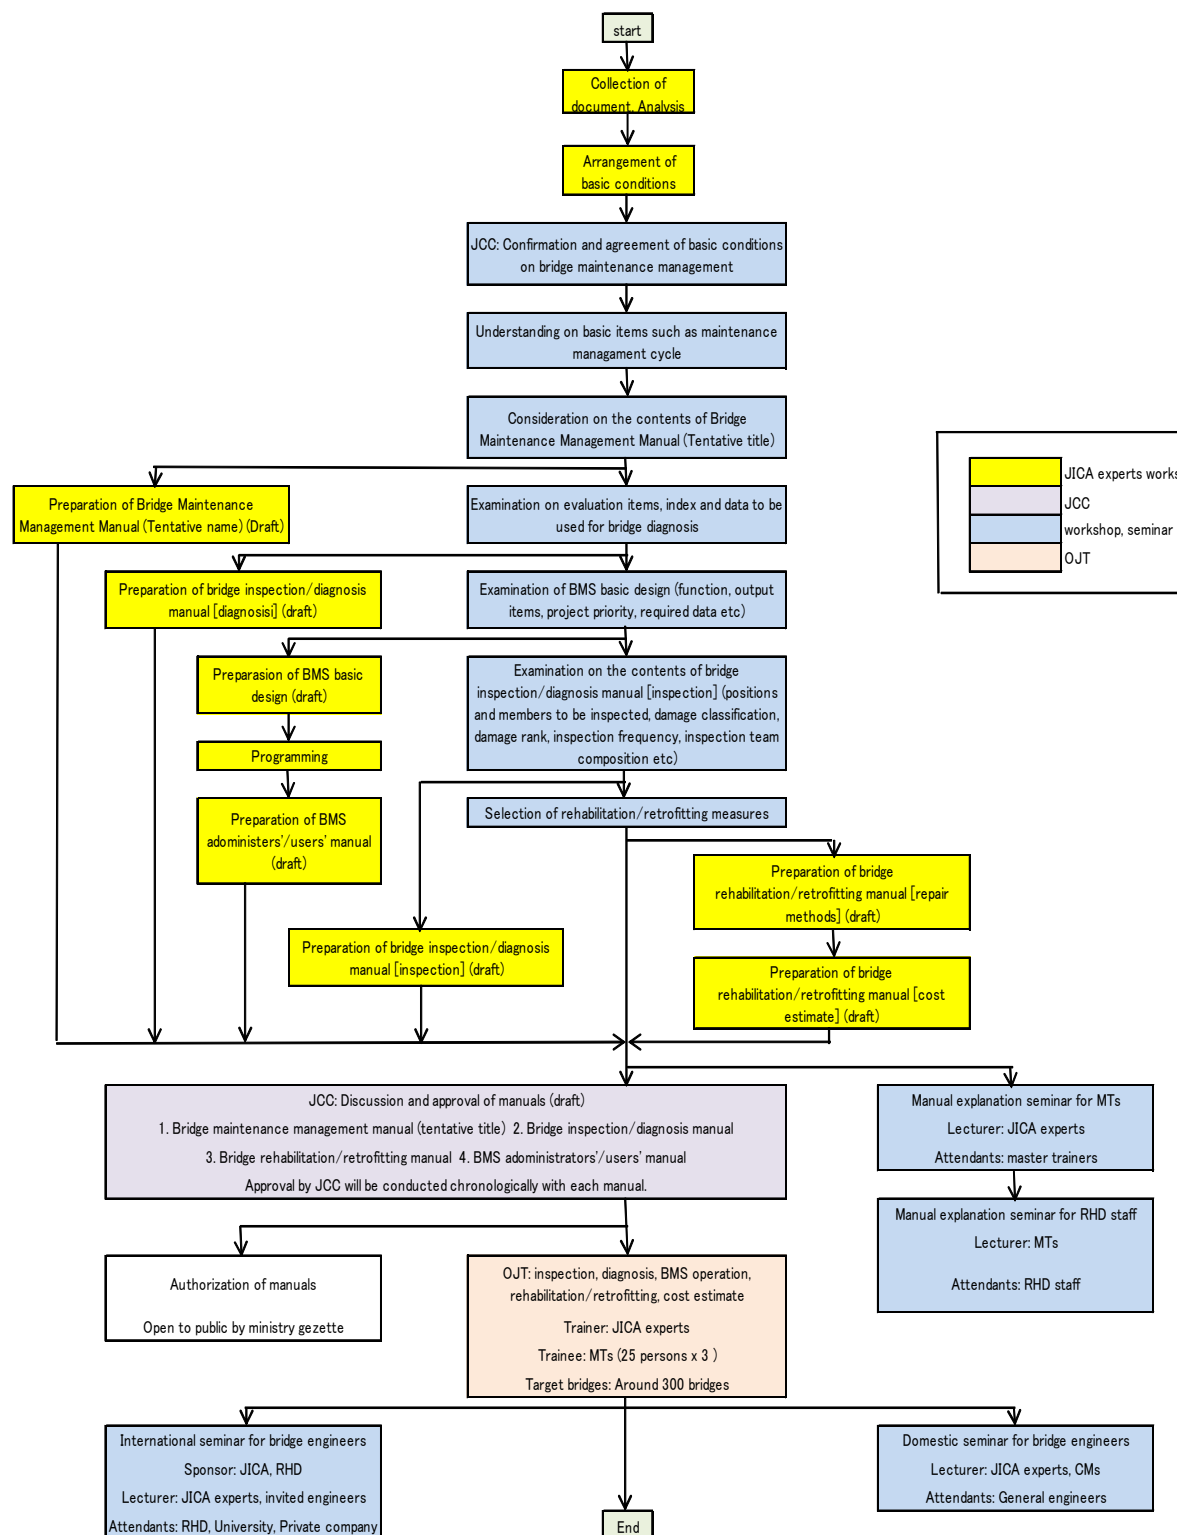 start
Collection of
document, Analysis
Arrangement of
basic conditions
JCC: Confirmation and agreement of basic conditions
on bridge maintenance management
Understanding on basic items such as maintenance
managament cycle
Consideration on the contents of Bridge
Maintenance Management Manual (Tentative title)
JICA experts works
JCC
workshop, seminar
OJT
Preparation of Bridge Maintenance
Management Manual (Tentative name) (Draft)
Examination on evaluation items, index and data to be
used for bridge diagnosis
Preparation of bridge inspection/diagnosis
manual [diagnosisi] (draft)
Examination of BMS basic design (function, output
items, project priority, required data etc)
Preparasion of BMS basic
design (draft)
Examination on the contents of bridge
inspection/diagnosis manual [inspection] (positions
and members to be inspected, damage classification,
damage rank, inspection frequency, inspection team
composition etc)
Programming
Preparation of BMS
adoministers'/users' manual
(draft)
Selection of rehabilitation/retrofitting measures
Preparation of bridge
rehabilitation/retrofitting manual [repair
methods] (draft)
Preparation of bridge inspection/diagnosis
manual [inspection] (draft)
Preparation of bridge
rehabilitation/retrofitting manual [cost
estimate] (draft)
JCC: Discussion and approval of manuals (draft)
1. Bridge maintenance management manual (tentative title) 2. Bridge inspection/diagnosis manual
3. Bridge rehabilitation/retrofitting manual 4. BMS adoministrators'/users' manual
Approval by JCC will be conducted chronologically with each manual.
Manual explanation seminar for MTs
Lecturer: JICA experts
Attendants: master trainers
Manual explanation seminar for RHD staff
Lecturer: MTs
Attendants: RHD staff
Authorization of manuals
Open to public by ministry gezette
OJT: inspection, diagnosis, BMS operation,
rehabilitation/retrofitting, cost estimate
Trainer: JICA experts
Trainee: MTs (25 persons x 3 )
Target bridges: Around 300 bridges
International seminar for bridge engineers
Sponsor: JICA, RHD
Lecturer: JICA experts, invited engineers
Attendants: RHD, University, Private company
Domestic seminar for bridge engineers
Lecturer: JICA experts, CMs
Attendants: General engineers
End